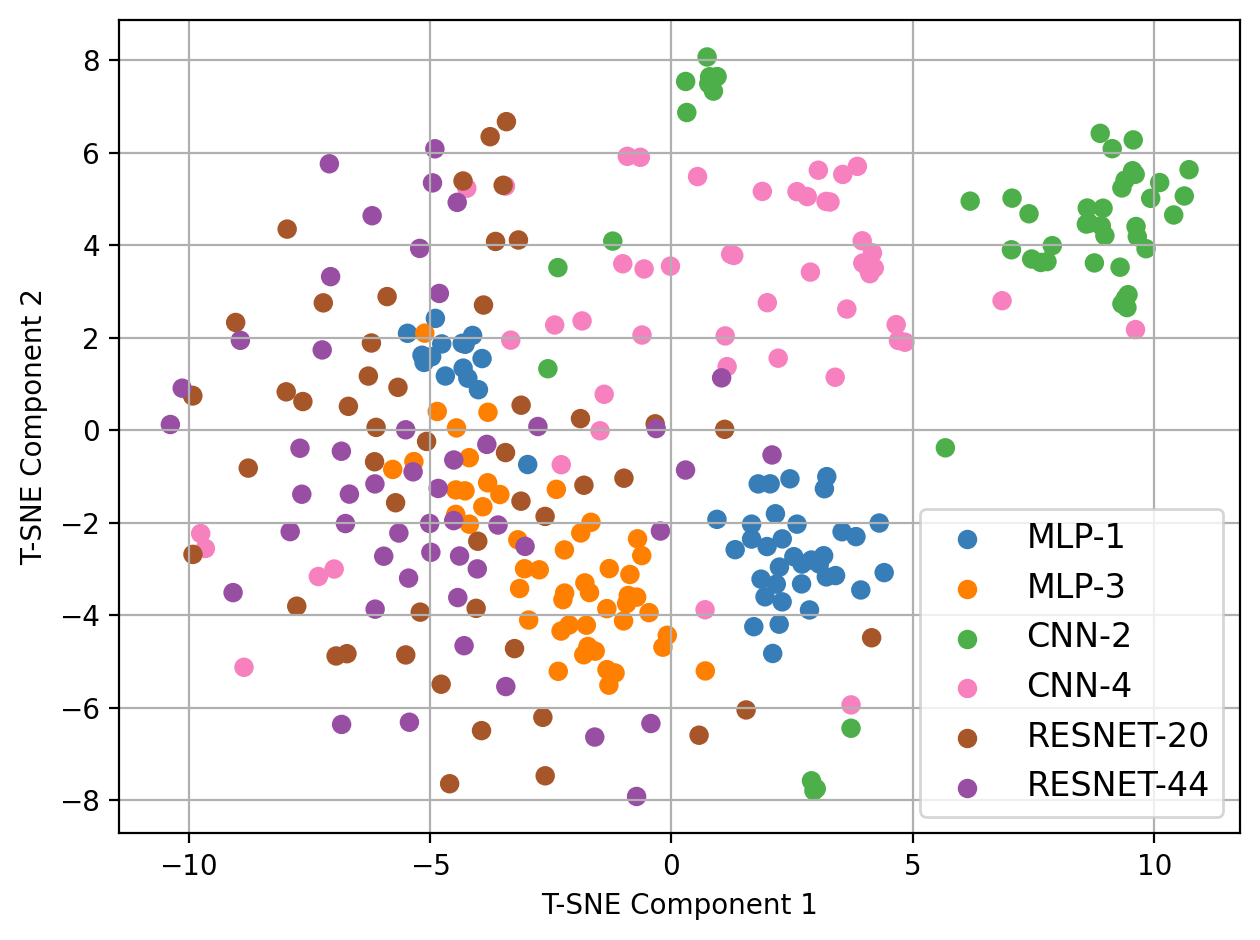 8
6
4
2
0
−2
−4
−6
−8
T-SNE Component 2
MLP-1
MLP-3
CNN-2
CNN-4
RESNET-20
RESNET-44
−10
−5
0
5
10
T-SNE Component 1